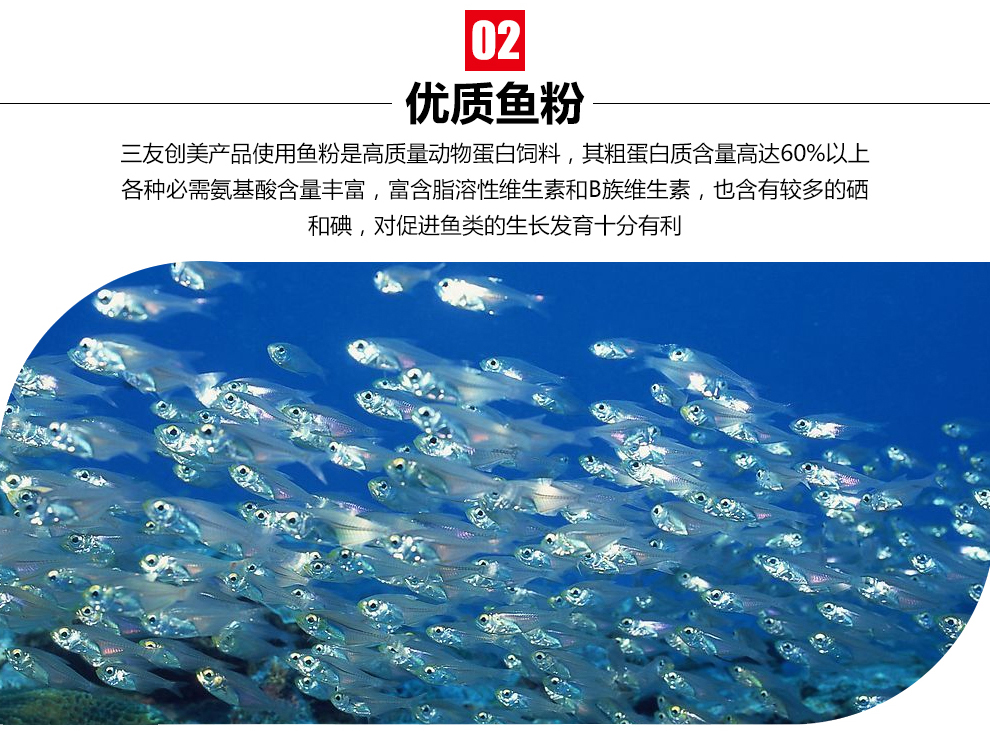 02
优质鱼粉
三友创美产品使用鱼粉是高质量动物蛋白饲料，其粗蛋白质含量高达60%以上
各种必需氨基酸含量丰富，富含脂溶性维生素和B族维生素，也含有较多的硒
和碘，对促进鱼类的生长发育十分有利